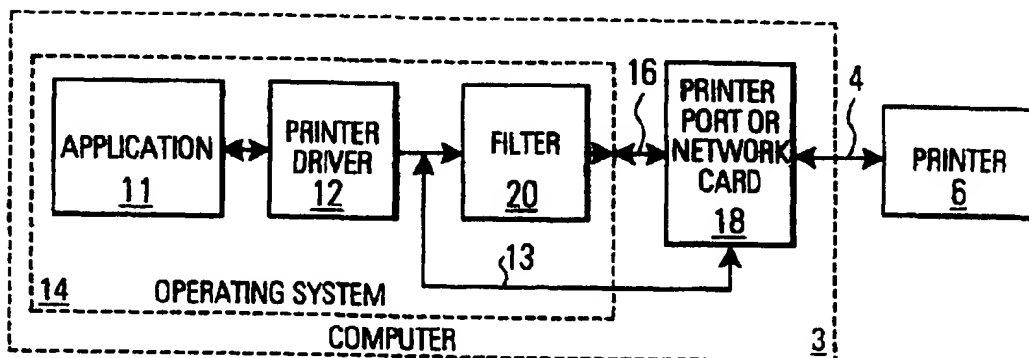 APPLICATION
11
PRINTER
DRIVER
12
FILTER
20
16
PRINTER
PORT OR
NETWORK
CARD
18
4
PRINTER
6
13
14
OPERATING SYSTEM
COMPUTER
3